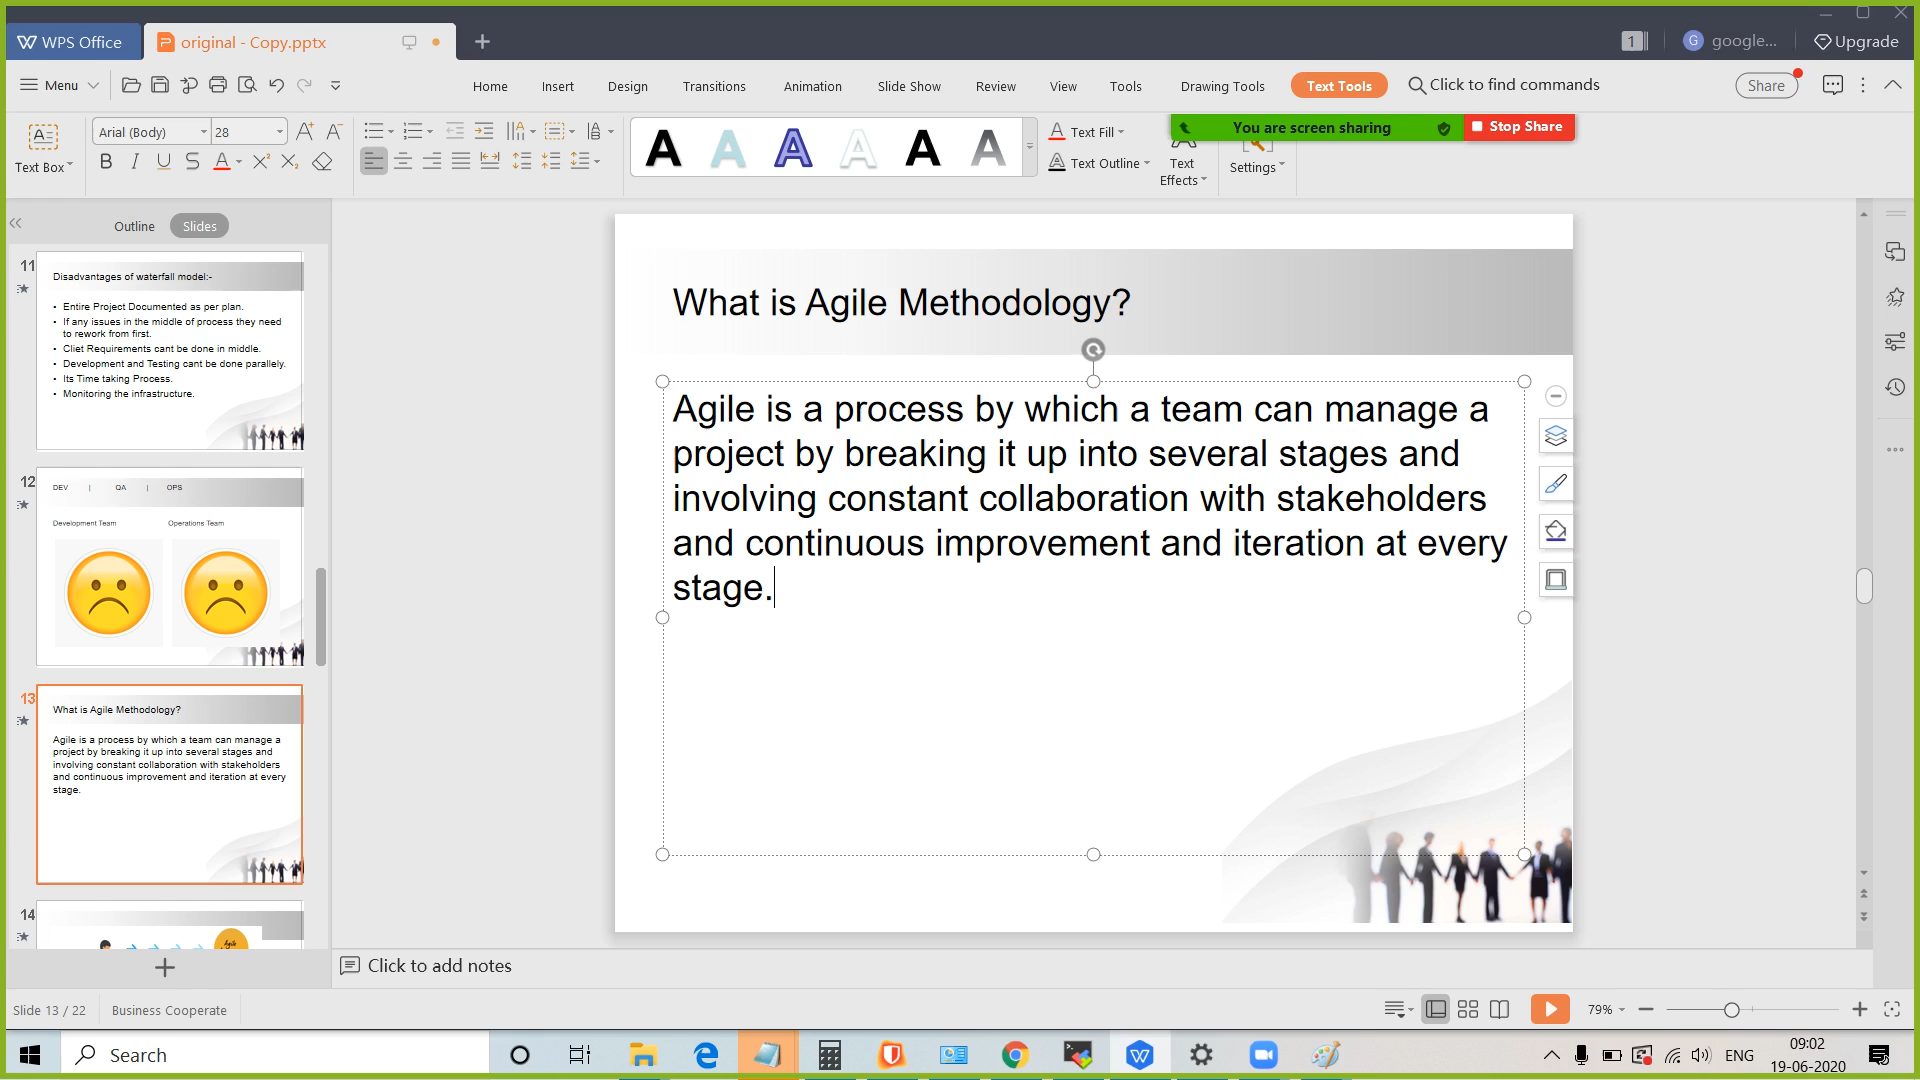 WPS Office
original - Copy.pptx
1
G google...
Upgrade
Menu
Home Insert Design Transitions Animation Slide Show Review View Tools Drawing Tools Text Tools Click to find commands
Share
Text Box
Arial (Body) 28
Text Fill
Text Outline
Text
Effects
Settings
You are screen sharing
Stop Share
Outline Slides
11
Disadvantages of waterfall model:-
• Entire Project Documented as per plan.
• If any issues in the middle of process they need
to rework from first.
• Cliet Requirements cant be done in middle.
• Development and Testing cant be done parallely.
• Its Time taking Process.
• Monitoring the infrastructure.
12
DEV | QA | OPS
Development Team Operations Team
13
What is Agile Methodology?
Agile is a process by which a team can manage a
project by breaking it up into several stages and
involving constant collaboration with stakeholders
and continuous improvement and iteration at every
stage.
14
Agile
What is Agile Methodology?
Agile is a process by which a team can manage a
project by breaking it up into several stages and
involving constant collaboration with stakeholders
and continuous improvement and iteration at every
stage.
Click to add notes
Slide 13 / 22 Business Cooperate
79%
Search
ENG
09:02
19-06-2020